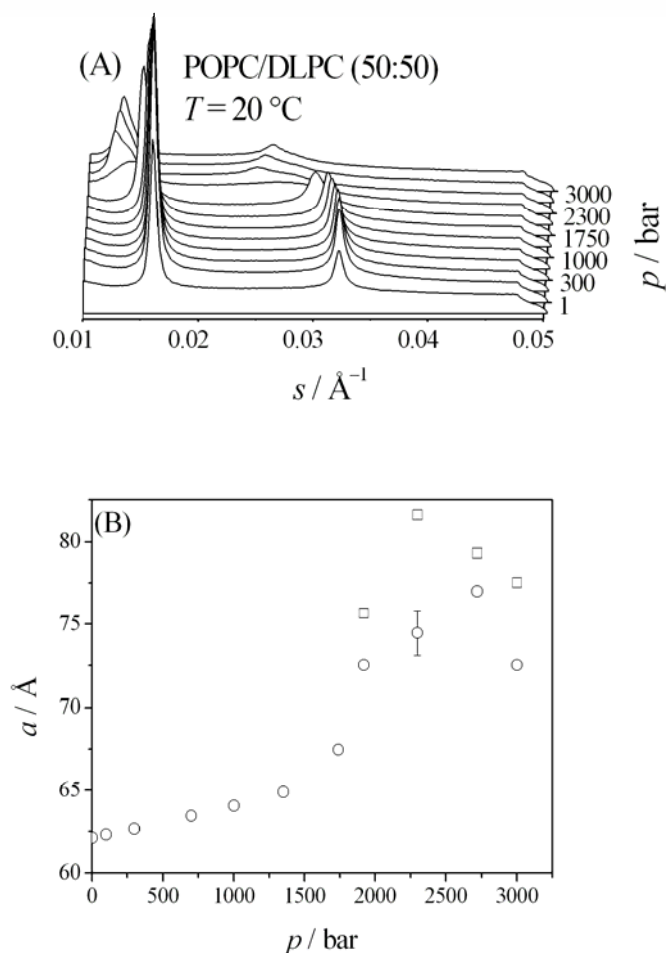 (A) POPC/DLPC (50:50)
T = 20 °C
3000
2300
1750
1000
300
1
p / bar
0.01 0.02 0.03 0.04 0.05
s / Å⁻¹
(B)
80
75
70
65
60
a / Å
0 500 1000 1500 2000 2500 3000
p / bar